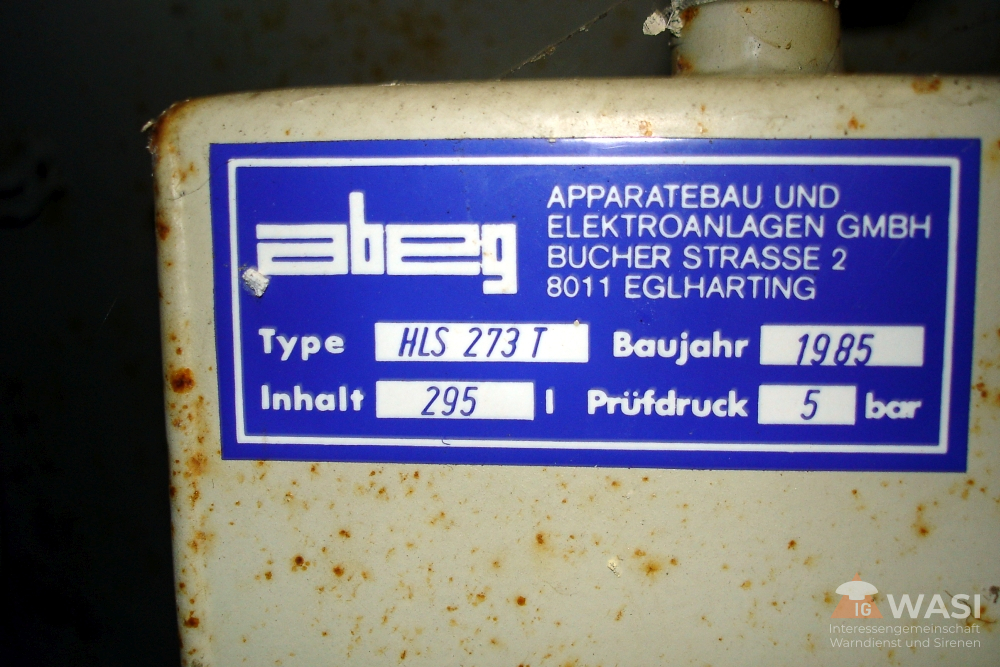 abeg
APPARATEBAU UND
ELEKTROANLAGEN GMBH
BUCHER STRASSE 2
8011 EGLHARTING
Type HLS 273 T Baujahr 1985
Inhalt 295 l Prüfdruck 5 bar
IG WASI
Interessengemeinschaft
Warndienst und Sirenen